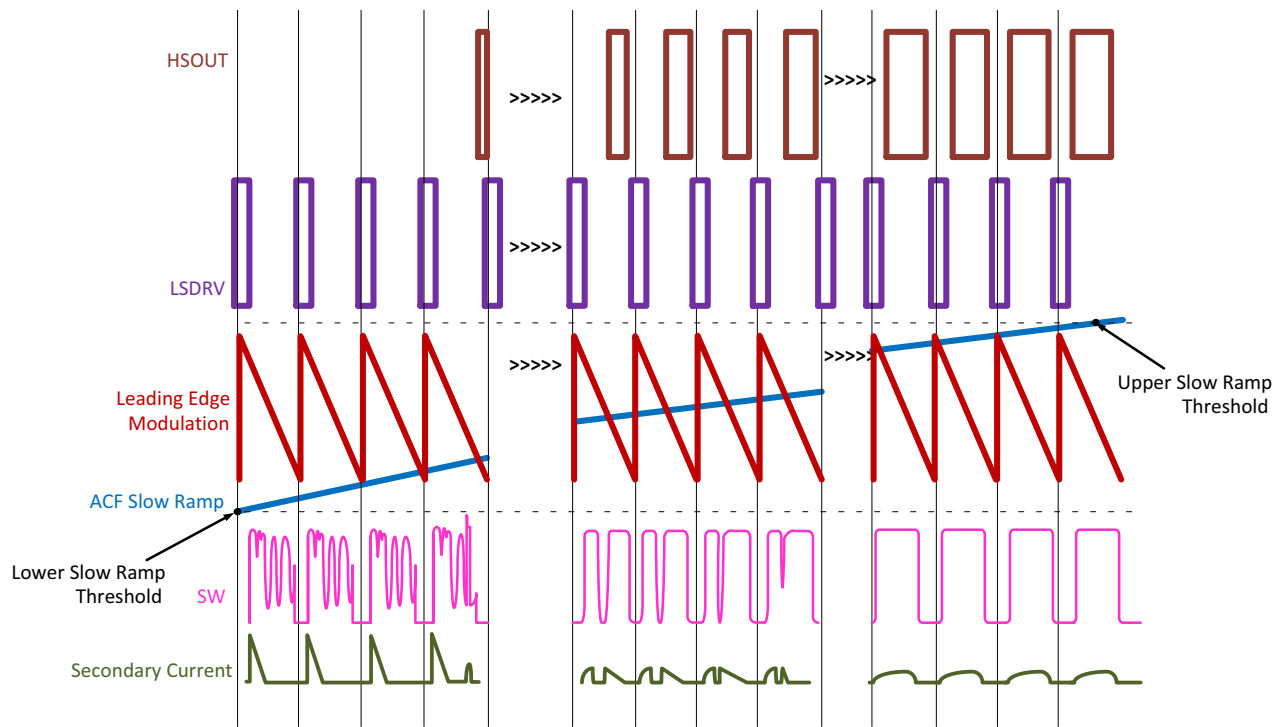 HSOUT
>>>>>
>>>>>
LSDRV
>>>>>
Leading Edge
Modulation
>>>>>
>>>>>
Upper Slow Ramp
Threshold
ACF Slow Ramp
Lower Slow Ramp
Threshold
SW
Secondary Current